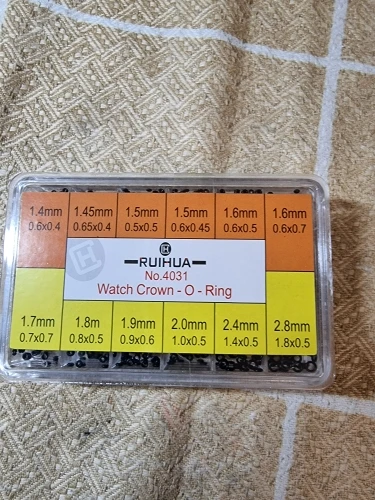 1.4mm 1.45mm 1.5mm 1.5mm 1.6mm 1.6mm
0.6x0.4 0.65x0.4 0.5x0.5 0.6x0.45 0.6x0.5 0.6x0.7
RUIHUA
No.4031
Watch Crown - O - Ring
1.7mm 1.8m 1.9mm 2.0mm 2.4mm 2.8mm
0.7x0.7 0.8x0.5 0.9x0.6 1.0x0.5 1.4x0.5 1.8x0.5